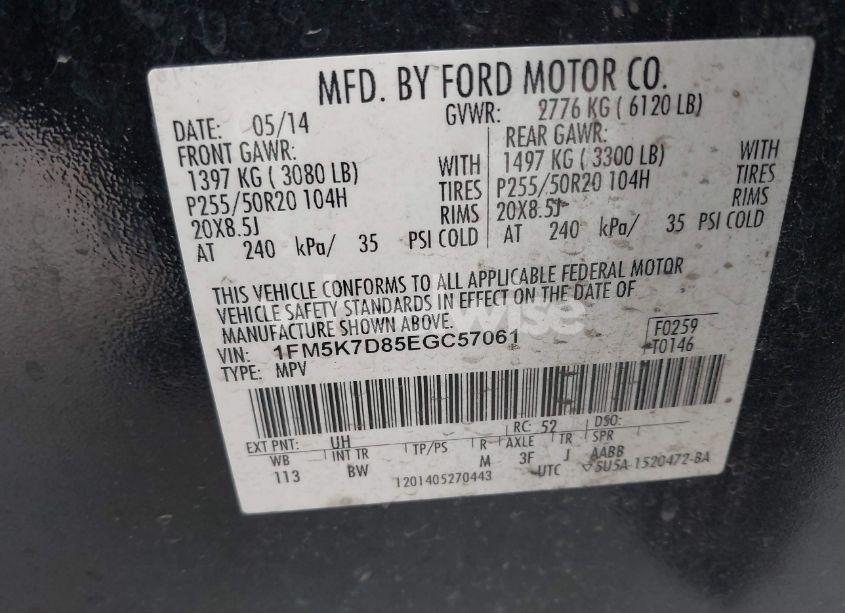 MFD. BY FORD MOTOR CO.
DATE: 05/14 GVWR: 2776 KG ( 6120 LB)
FRONT GAWR: REAR GAWR:
1397 KG ( 3080 LB) WITH 1497 KG ( 3300 LB) WITH
P255/50R20 104H TIRES P255/50R20 104H TIRES
20X8.5J RIMS 20X8.5J RIMS
AT 240 kPa/ 35 PSI COLD AT 240 kPa/ 35 PSI COLD
THIS VEHICLE CONFORMS TO ALL APPLICABLE FEDERAL MOTOR
VEHICLE SAFETY STANDARDS IN EFFECT ON THE DATE OF
MANUFACTURE SHOWN ABOVE.
VIN: 1FM5K7D85EGC57061 F0259
TYPE: MPV T0146
RC: 52 DSO:
EXT PNT: UH
WB INT TR TP/PS R AXLE TR SPR
113 BW M 3F J AABB
1201405270443 UTC 5U5A-1520472-BA